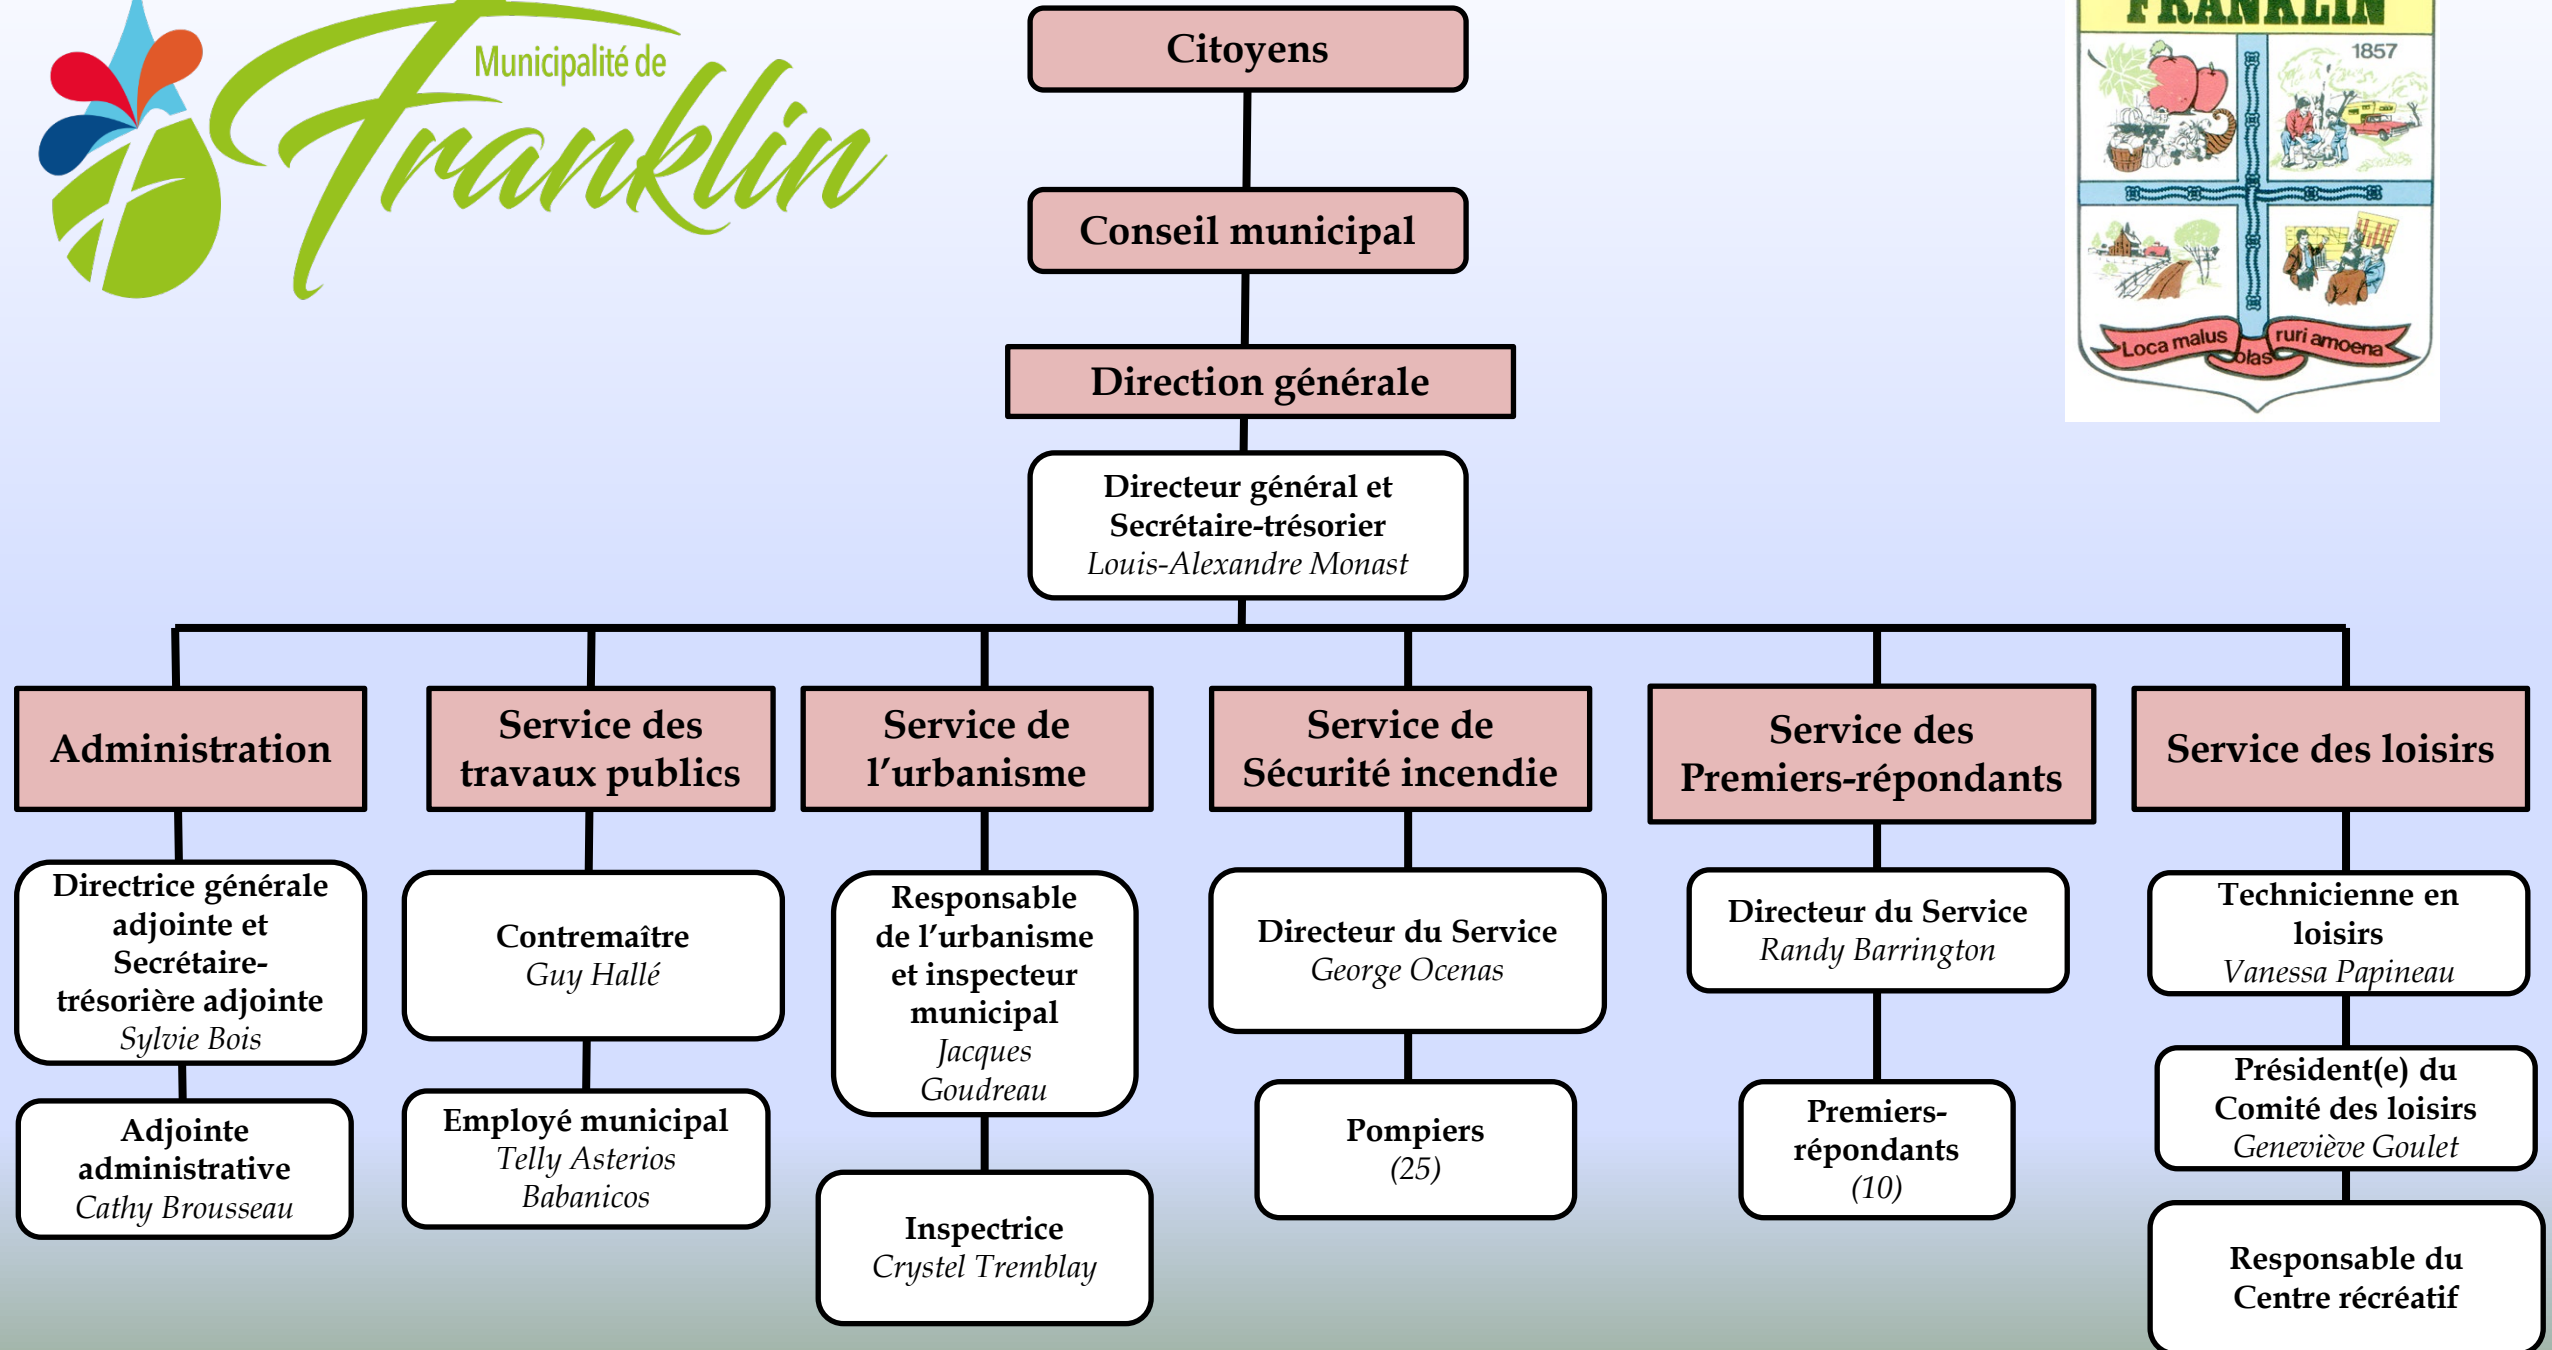 Municipalité de
Franklin
Citoyens
Conseil municipal
Direction générale
Directeur général et
Secrétaire-trésorier
Louis-Alexandre Monast
FRANKLIN
1857
Loca malus
olas
ruri amoena
Administration
Directrice générale
adjointe et
Secrétaire-
trésorière adjointe
Sylvie Bois
Adjointe
administrative
Cathy Brousseau
Service des
travaux publics
Contremaître
Guy Hallé
Employé municipal
Telly Asterios
Babanicos
Service de
l’urbanisme
Responsable
de l’urbanisme
et inspecteur
municipal
Jacques
Goudreau
Inspectrice
Crystel Tremblay
Service de
Sécurité incendie
Directeur du Service
George Ocenas
Pompiers
(25)
Service des
Premiers-répondants
Directeur du Service
Randy Barrington
Premiers-
répondants
(10)
Service des loisirs
Technicienne en
loisirs
Vanessa Papineau
Président(e) du
Comité des loisirs
Geneviève Goulet
Responsable du
Centre récréatif